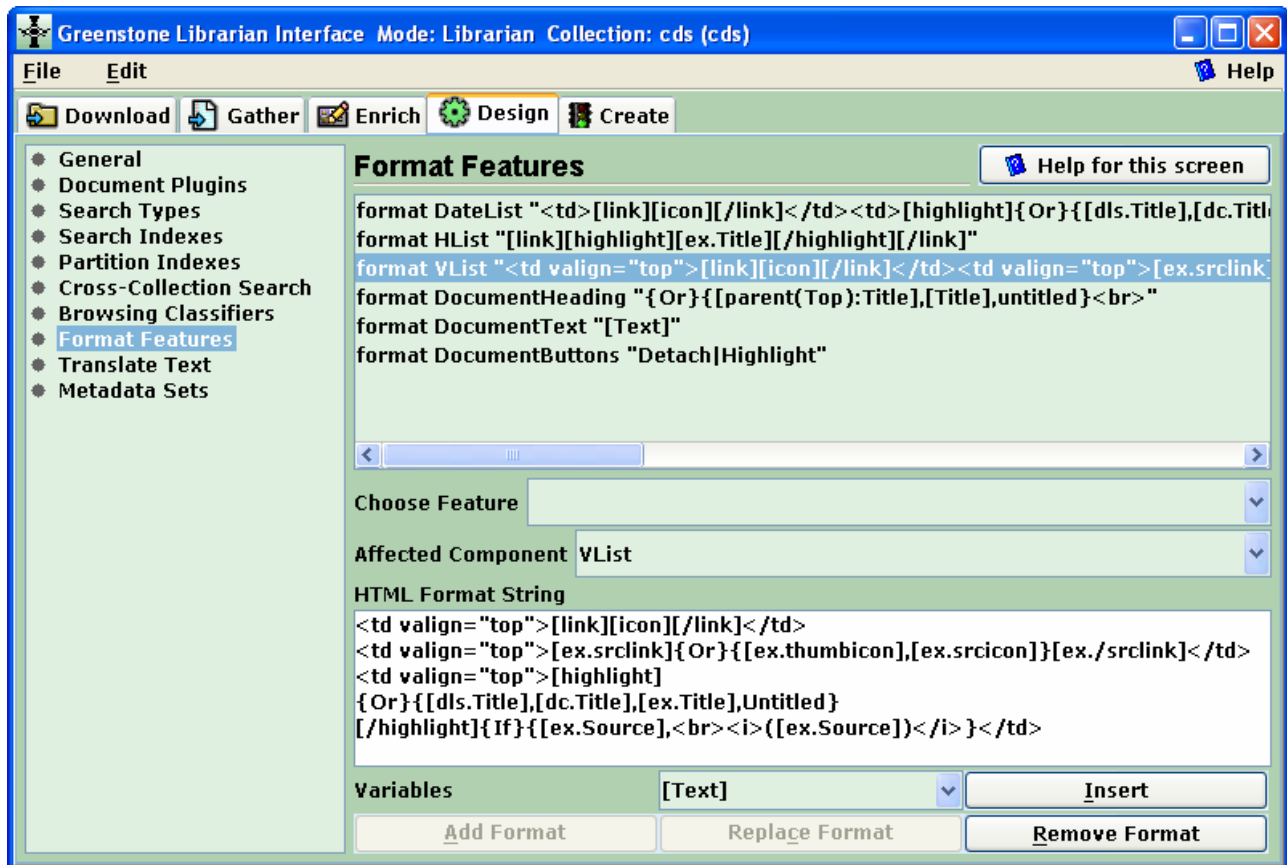 Greenstone Librarian Interface  Mode: Librarian  Collection: cds (cds)
File Edit Help
Download Gather Enrich Design Create
General
Document Plugins
Search Types
Search Indexes
Partition Indexes
Cross-Collection Search
Browsing Classifiers
Format Features
Translate Text
Metadata Sets
Format Features
Help for this screen
format DateList "<td>[link][icon][/link]</td><td>[highlight]{Or}{[dls.Title],[dc.Titl
format HList "[link][highlight][ex.Title][/highlight][/link]"
format VList "<td valign="top">[link][icon][/link]</td><td valign="top">[ex.srclink]
format DocumentHeading "{Or}{[parent(Top):Title],[Title],untitled}<br>"
format DocumentText "[Text]"
format DocumentButtons "Detach|Highlight"
Choose Feature
Affected Component VList
HTML Format String
<td valign="top">[link][icon][/link]</td>
<td valign="top">[ex.srclink]{Or}{[ex.thumbicon],[ex.srcicon]}[ex./srclink]</td>
<td valign="top">[highlight]
{Or}{[dls.Title],[dc.Title],[ex.Title],Untitled}
[/highlight]{If}{[ex.Source],<br><i>([ex.Source])</i>}</td>
Variables [Text] Insert
Add Format Replace Format Remove Format